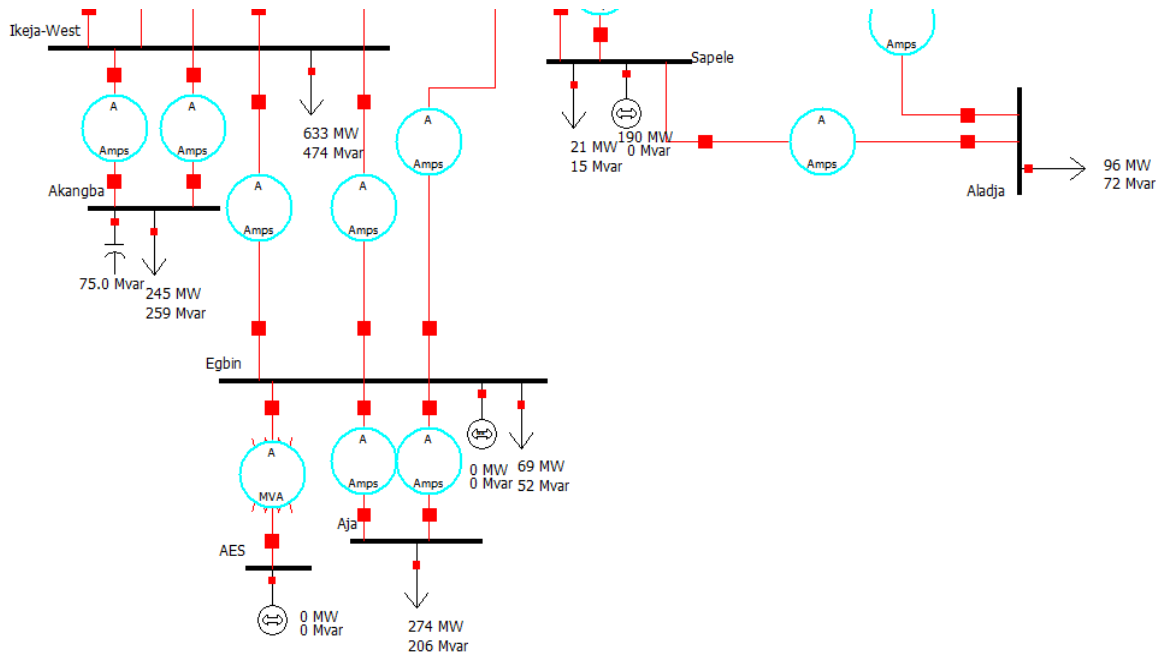 Ikeja-West
A
Amps
A
Amps
633 MW
474 Mvar
Akangba
75.0 Mvar
245 MW
259 Mvar
A
Amps
A
Amps
A
Amps
Amps
Sapele
21 MW
15 Mvar
190 MW
0 Mvar
A
Amps
Amps
Aladja
96 MW
72 Mvar
Egbin
A
MVA
A
Amps
A
Amps
0 MW
0 Mvar
69 MW
52 Mvar
AES
0 MW
0 Mvar
Aja
274 MW
206 Mvar